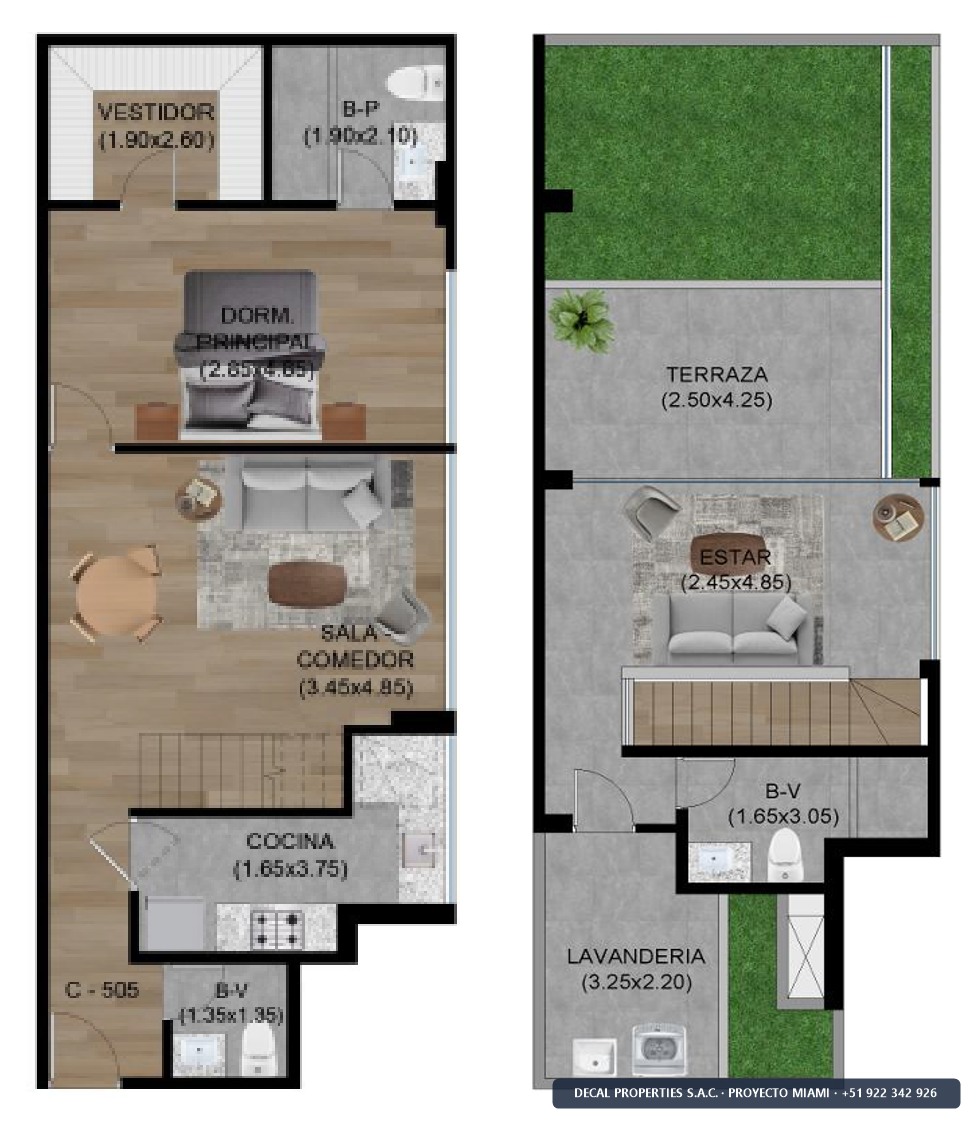 VESTIDOR
(1.90x2.60)
B-P
(1.90x2.10)
DORM.
PRINCIPAL
(2.85x4.85)
SALA -
COMEDOR
(3.45x4.85)
COCINA
(1.65x3.75)
C - 505
B-V
(1.35x1.35)
TERRAZA
(2.50x4.25)
ESTAR
(2.45x4.85)
B-V
(1.65x3.05)
LAVANDERIA
(3.25x2.20)
DECAL PROPERTIES S.A.C. · PROYECTO MIAMI · +51 922 342 926